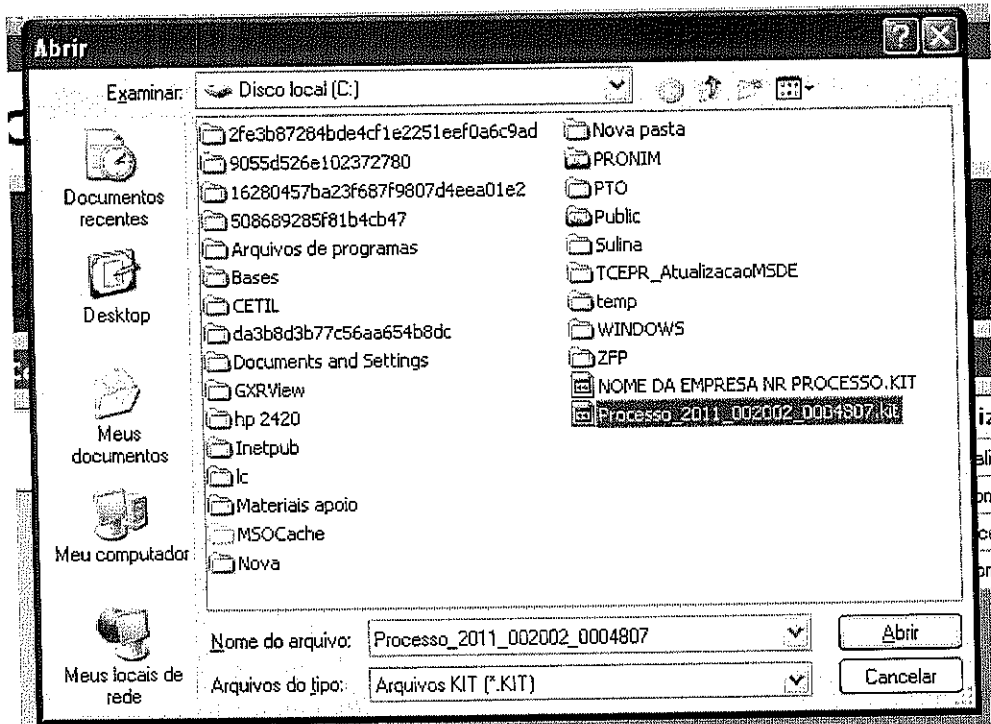 Abrir
Examinar:
Disco local (C:)
Documentos
recentes
Desktop
Meus
documentos
Meu computador
Meus locais de
rede
2fe3b87284bde4cf1e2251eef0a6c9ad
9055d526e102372780
16280457ba23f687f9807d4eea01e2
508689285f81b4cb47
Arquivos de programas
Bases
CETIL
da3b8d3b77c56aa654b8dc
Documents and Settings
GXRView
hp 2420
Inetpub
lc
Materiais apoio
MSOCache
Nova
Nova pasta
PRONIM
PTO
Public
Sulina
TCEPR_AtualizacaoMSDE
temp
WINDOWS
ZFP
NOME DA EMPRESA NR PROCESSO.KIT
Processo_2011_002002_0004807.kit
Nome do arquivo:
Processo_2011_002002_0004807
Abrir
Arquivos do tipo:
Arquivos KIT (*.KIT)
Cancelar